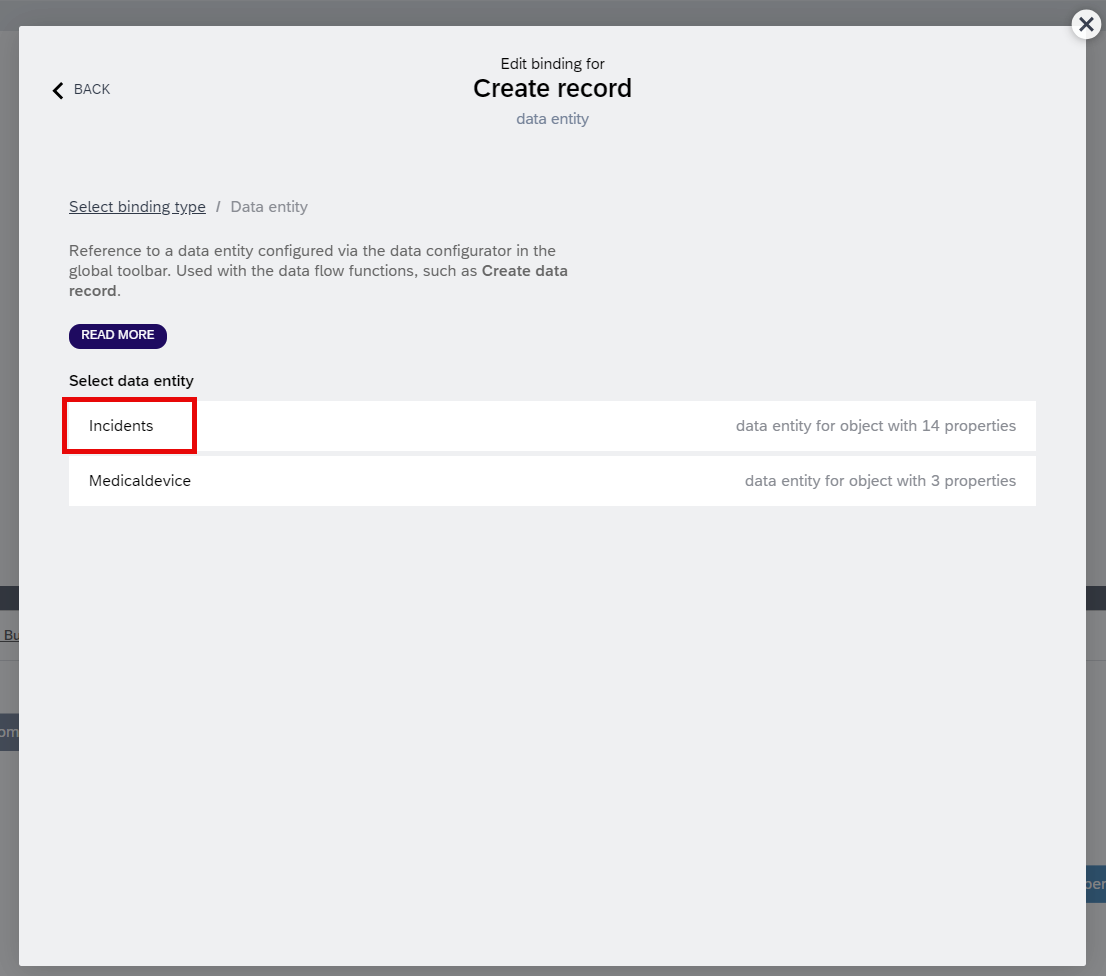 Edit binding for
BACK
Create record
data entity
Select binding type / Data entity
Reference to a data entity configured via the data configurator in the
global toolbar. Used with the data flow functions, such as Create data
record.
READ MORE
Select data entity
Incidents data entity for object with 14 properties
Medicaldevice data entity for object with 3 properties